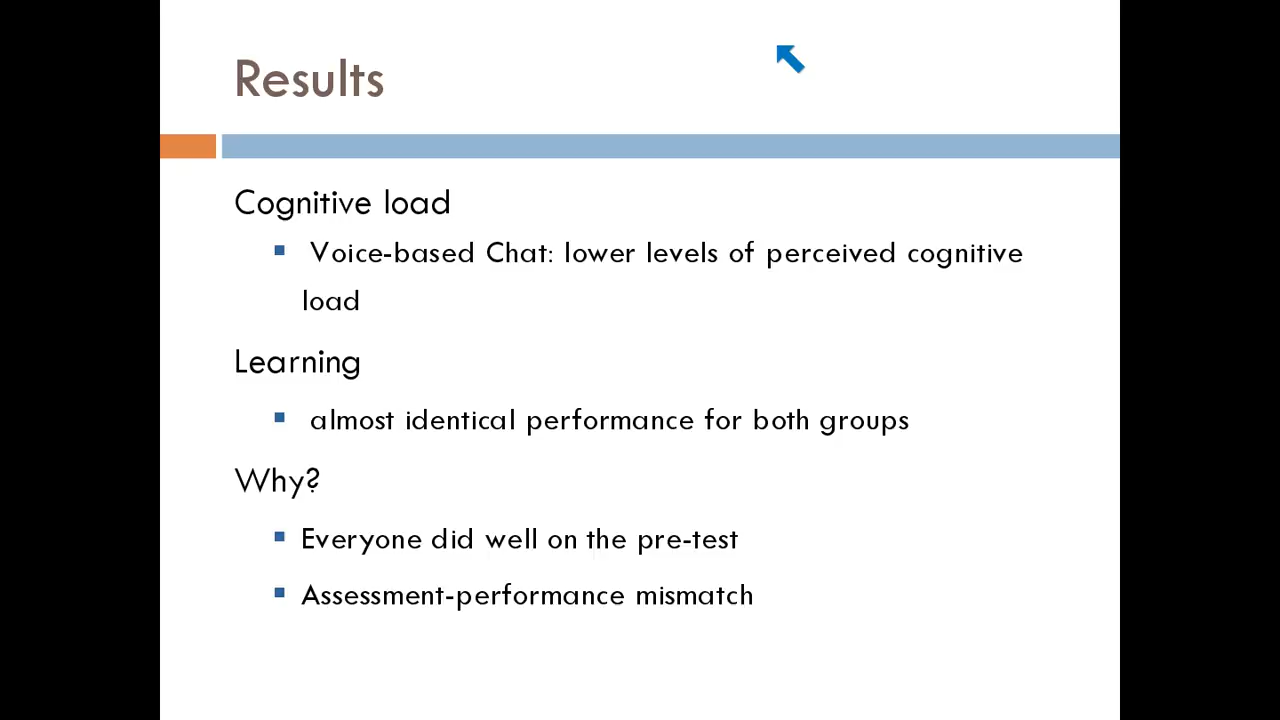 Results
Cognitive load
Voice-based Chat: lower levels of perceived cognitive
load
Learning
almost identical performance for both groups
Why?
Everyone did well on the pre-test
Assessment-performance mismatch